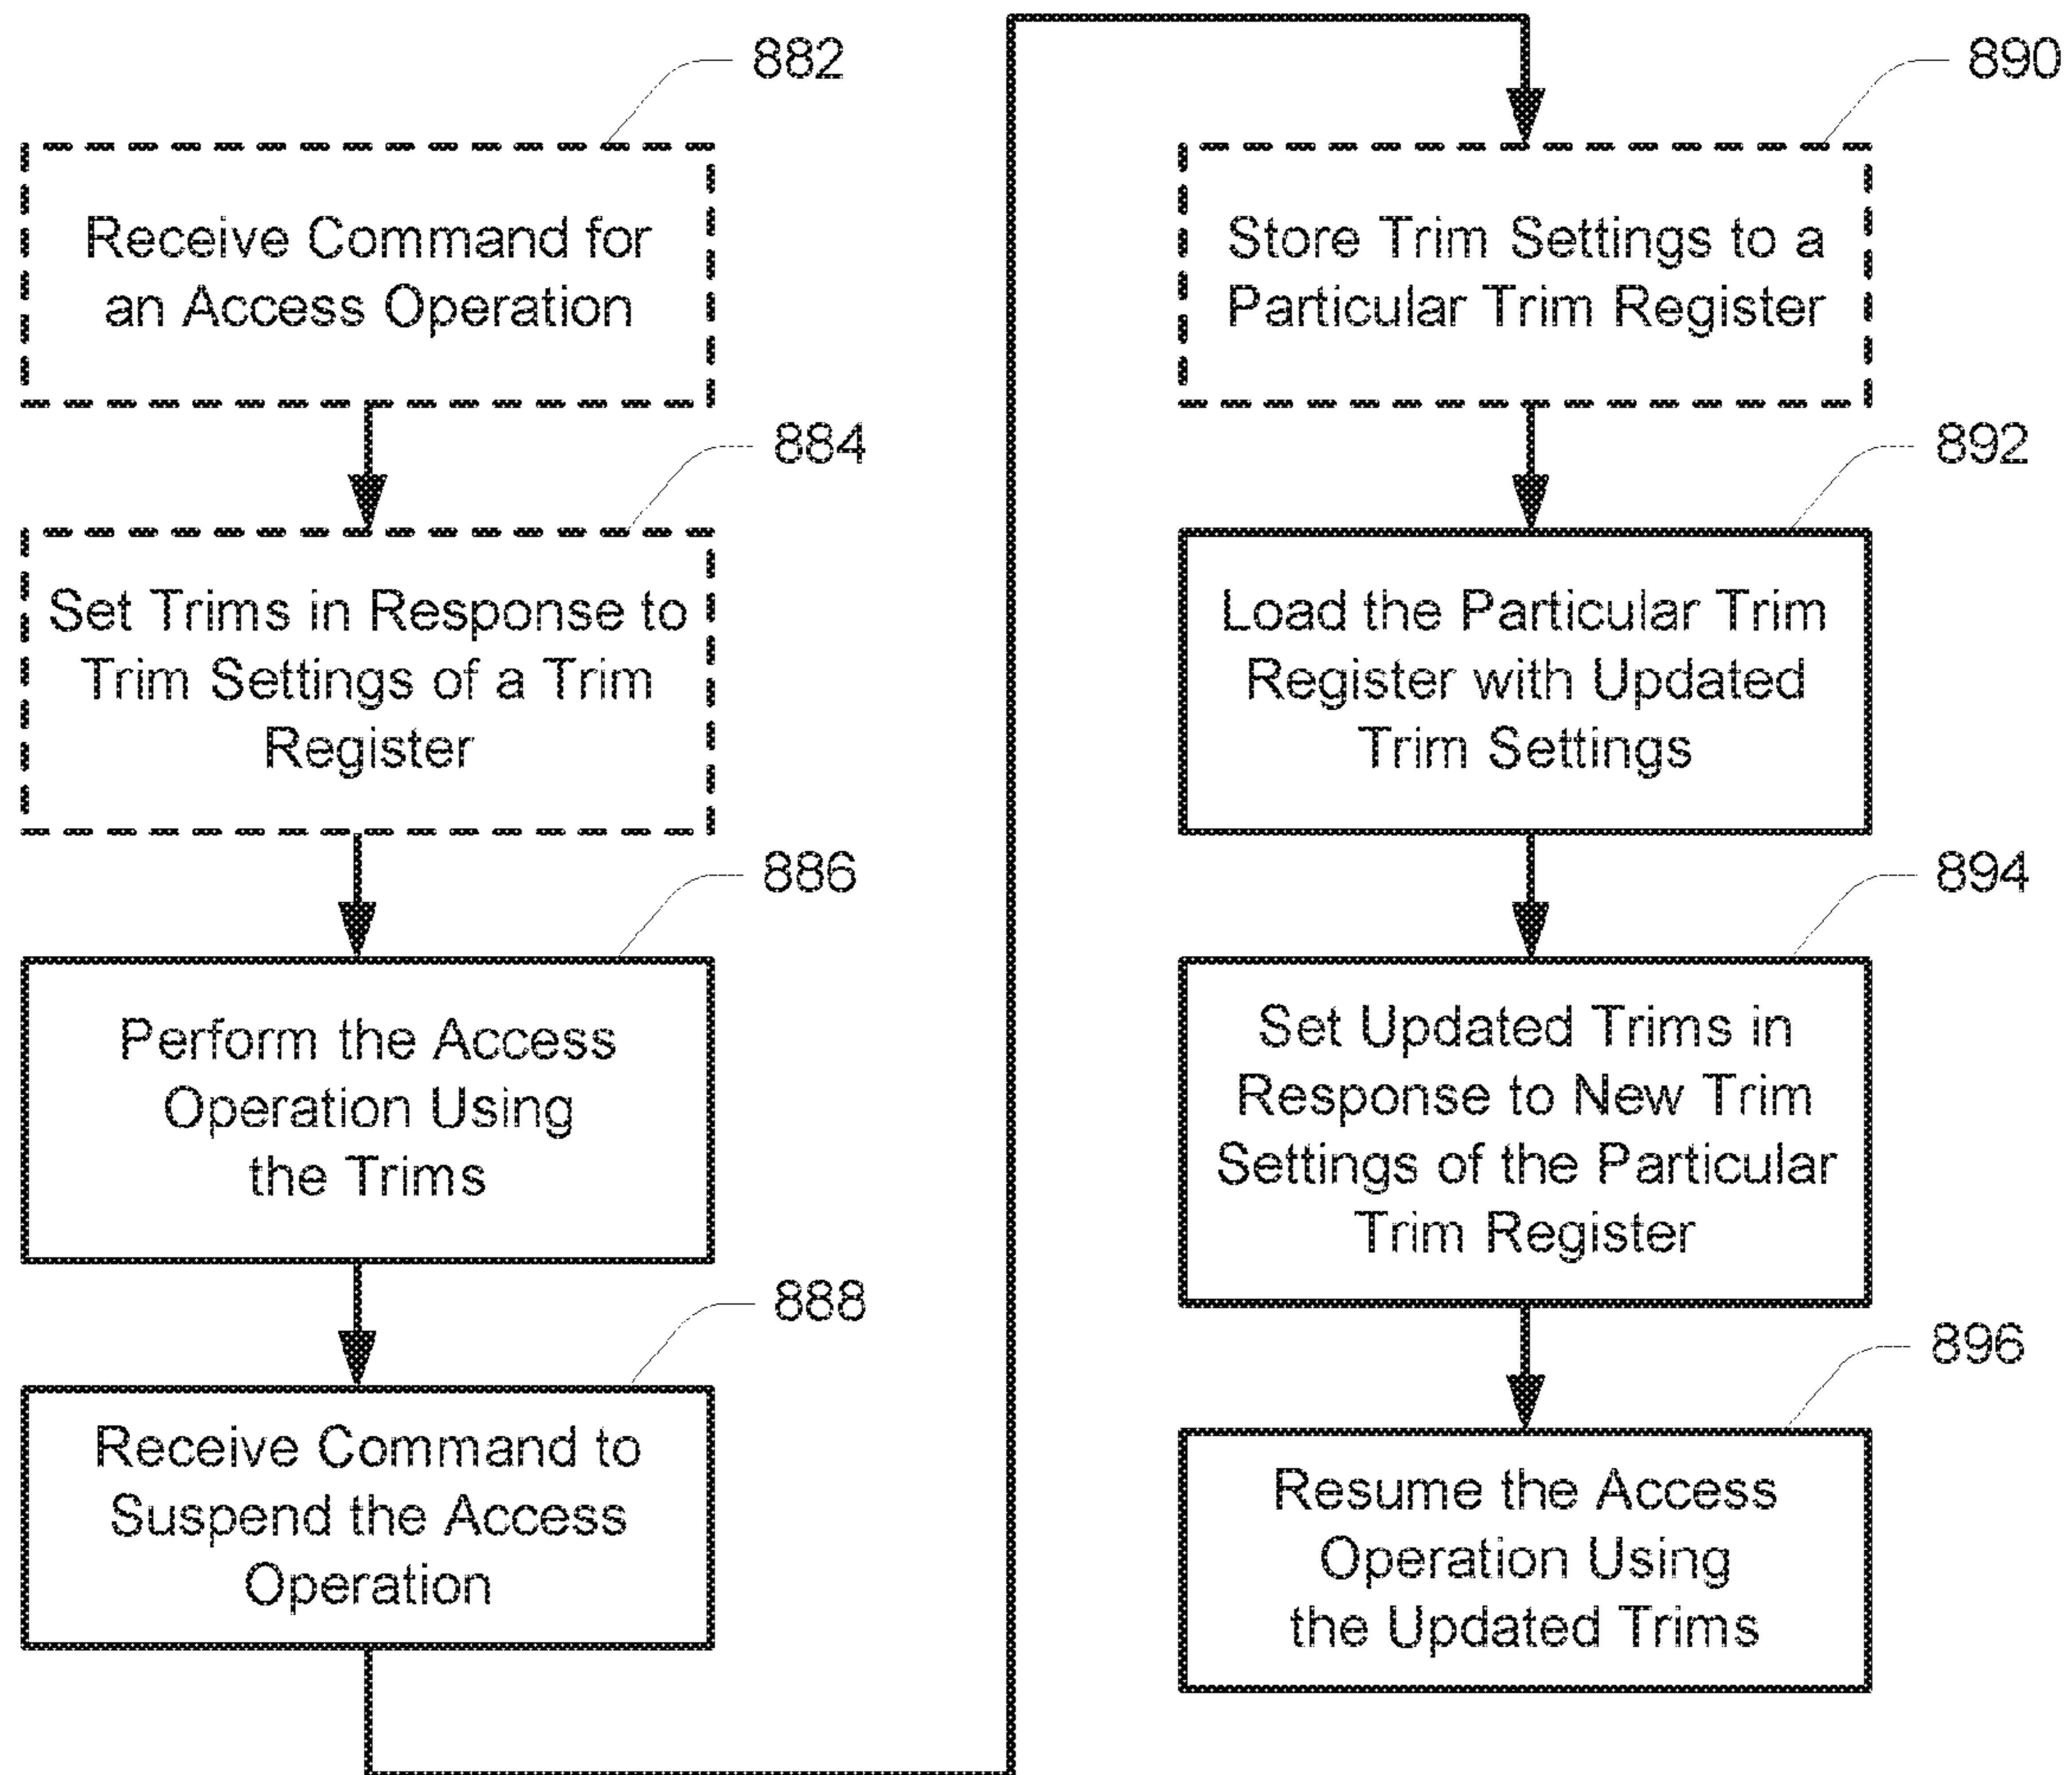 882
Receive Command for
an Access Operation
884
Set Trims in Response to
Trim Settings of a Trim
Register
886
Perform the Access
Operation Using
the Trims
888
Receive Command to
Suspend the Access
Operation
890
Store Trim Settings to a
Particular Trim Register
892
Load the Particular Trim
Register with Updated
Trim Settings
894
Set Updated Trims in
Response to New Trim
Settings of the Particular
Trim Register
896
Resume the Access
Operation Using
the Updated Trims